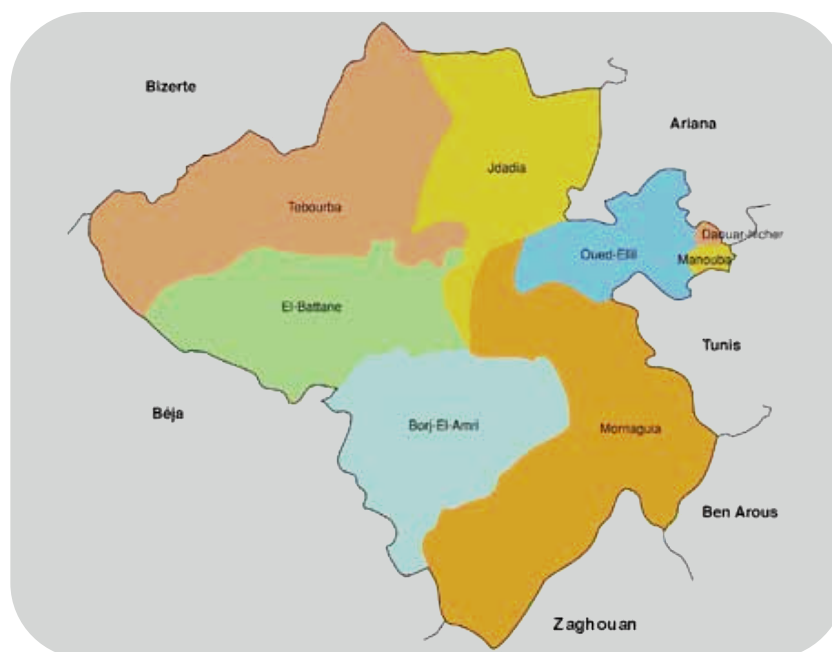 Bizerte
Ariana
Jdadia
Tebourba
Daouar-Hicher
Oued-Ellil
Manouba
El-Battane
Tunis
Béja
Borj-El-Amri
Mornaguia
Ben Arous
Zaghouan